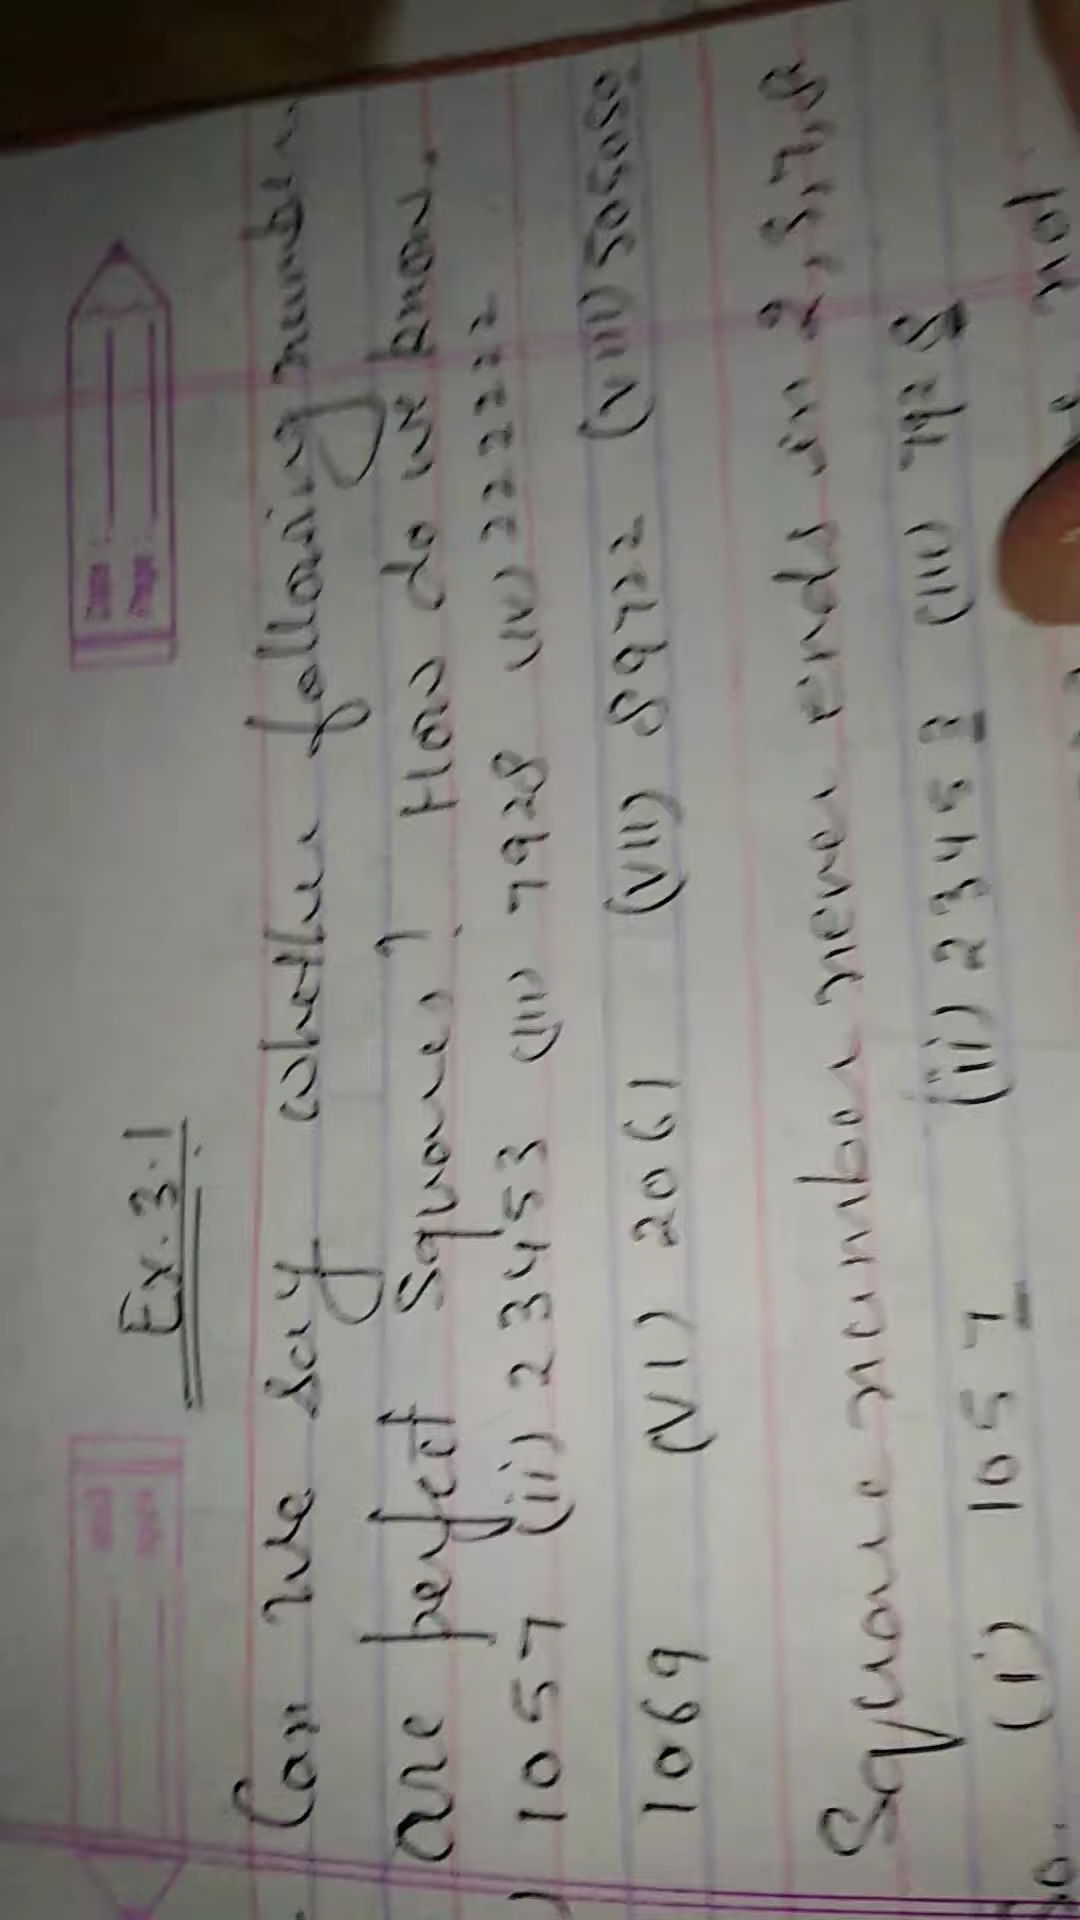 Ex. 3.1
Can we say whether following number
are perfect squares? How do we know.
) 1057 (ii) 23453 (iii) 7928 (iv) 222222
1069 (VI) 2061 (VII) 89722 (VIII) 505050
Square number never ends in 2, 3, 7, 8
(i) 1057 (ii) 23453 (iii) 7928
not